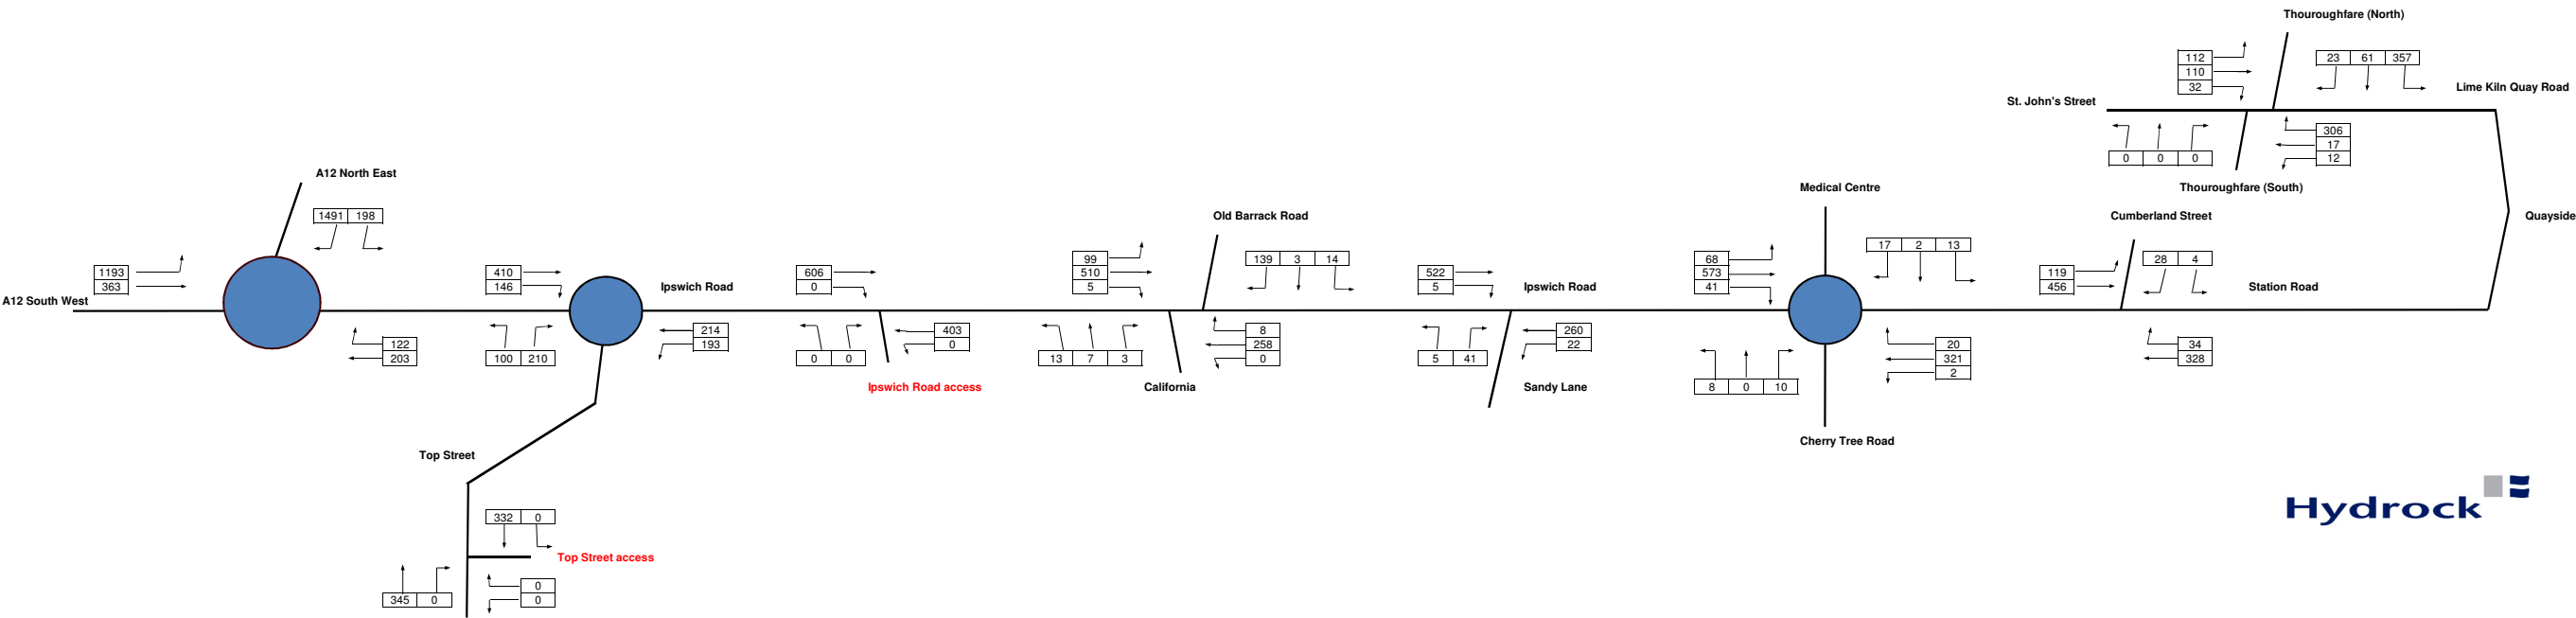 Thouroughfare (North)
112
110
32
23 61 357
Lime Kiln Quay Road
St. John's Street
306
17
12
0 0 0
Thouroughfare (South)
A12 North East
1491 198
1193
363
A12 South West
122
203
410
146
Ipswich Road
100 210
214
193
606
0
0 0
403
0
Ipswich Road access
Old Barrack Road
99
510
5
139 3 14
13 7 3
8
258
0
California
522
5
Ipswich Road
5 41
260
22
Sandy Lane
Medical Centre
68
573
41
17 2 13
8 0 10
20
321
2
Cherry Tree Road
Cumberland Street
119
456
28 4
Station Road
34
328
Quayside
Top Street
332 0
Top Street access
345 0
0
0
Hydrock